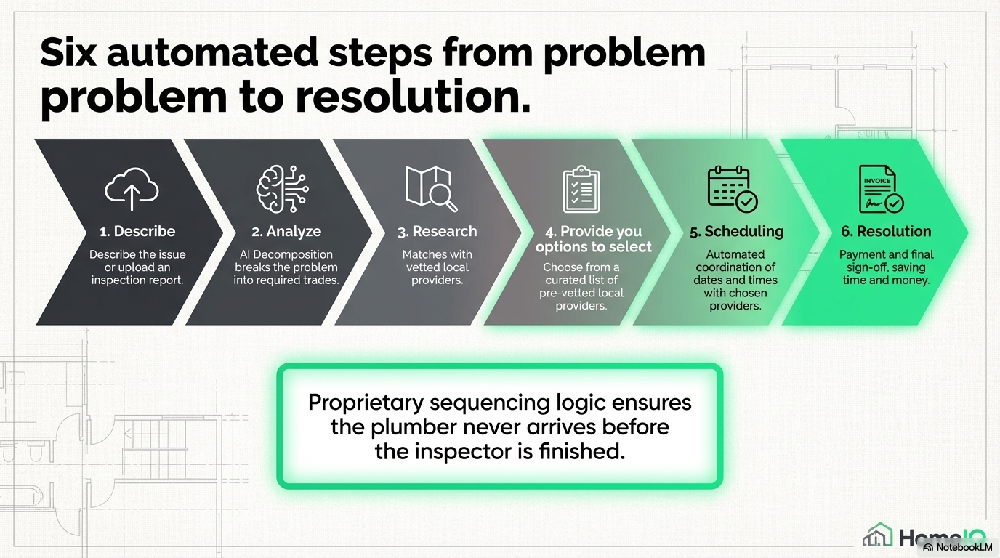 Six automated steps from problem
problem to resolution.
INVOICE
1. Describe
Describe the issue
or upload an
inspection report.
2. Analyze
AI Decomposition
breaks the problem
into required trades.
3. Research
Matches with
vetted local
providers.
4. Provide you
options to select
Choose from a
curated list of
pre-vetted local
providers.
5. Scheduling
Automated
coordination of
dates and times
with chosen
providers.
6. Resolution
Payment and final
sign-off, saving
time and money.
Proprietary sequencing logic ensures
the plumber never arrives before
the inspector is finished.
HomeIQ
NotebookLM